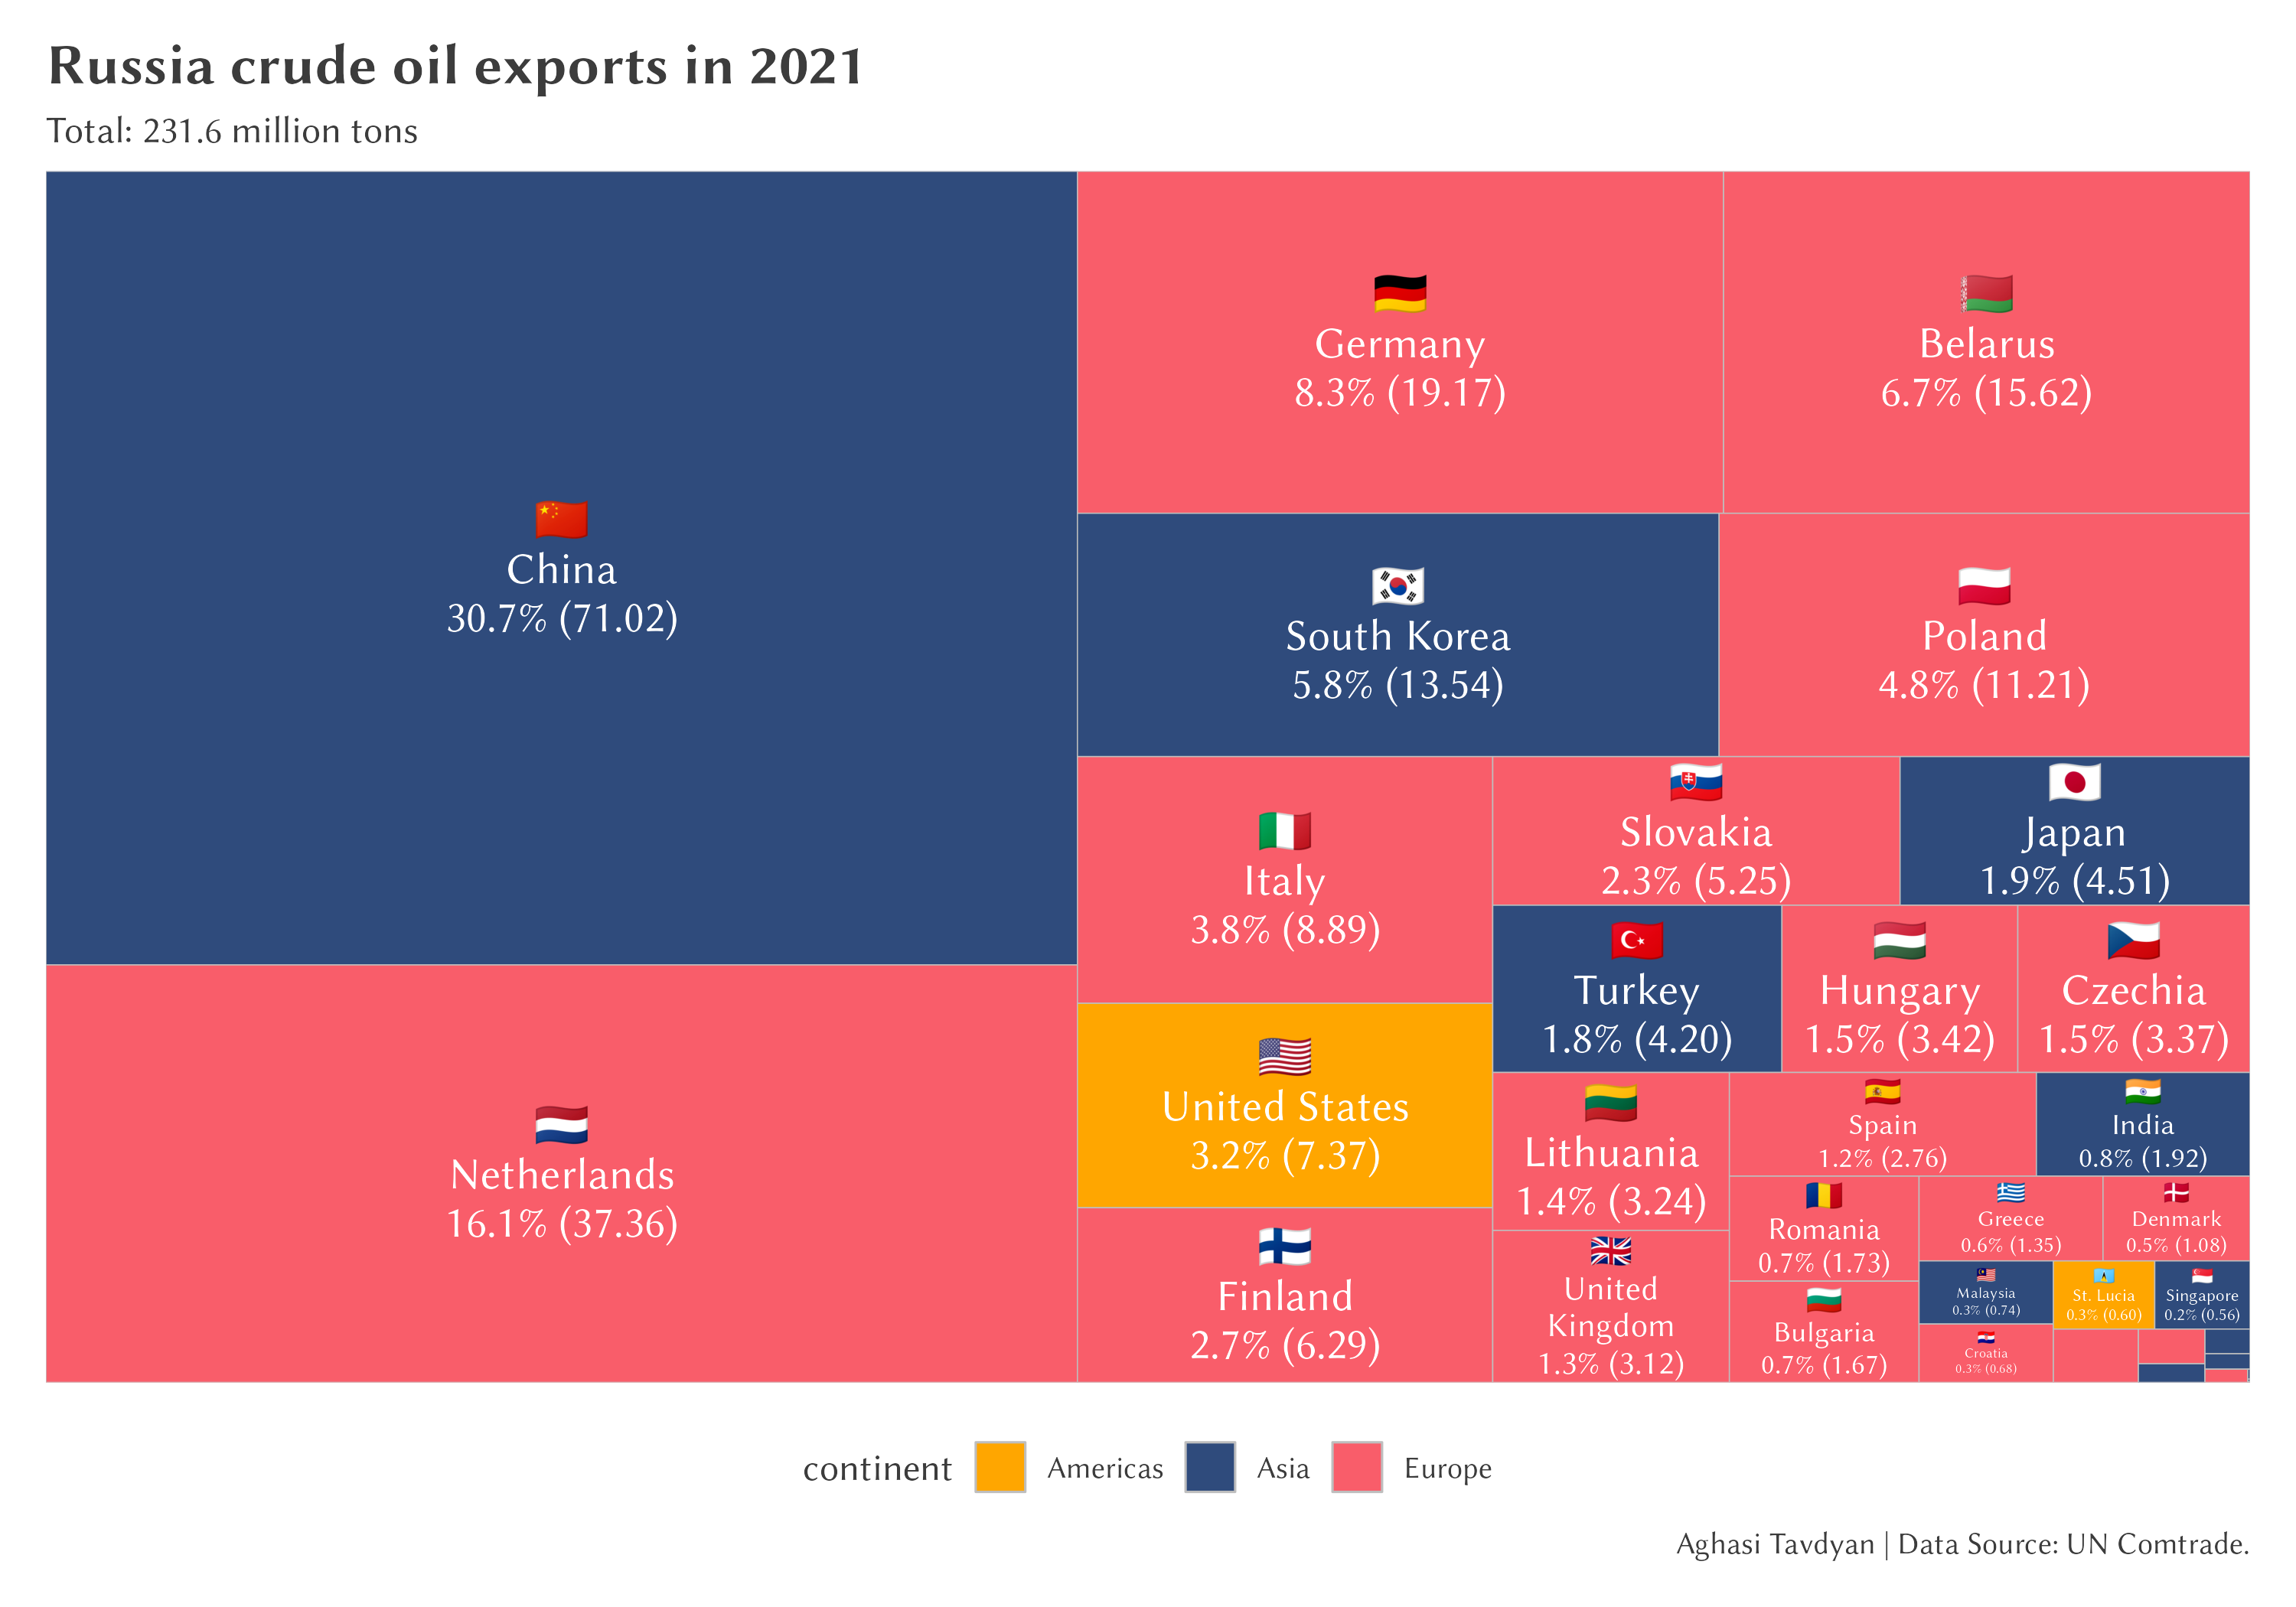 Russia crude oil exports in 2021
Total: 231.6 million tons
China
30.7% (71.02)
Netherlands
16.1% (37.36)
Germany
8.3% (19.17)
Belarus
6.7% (15.62)
South Korea
5.8% (13.54)
Poland
4.8% (11.21)
Italy
3.8% (8.89)
United States
3.2% (7.37)
Finland
2.7% (6.29)
Slovakia
2.3% (5.25)
Japan
1.9% (4.51)
Turkey
1.8% (4.20)
Hungary
1.5% (3.42)
Czechia
1.5% (3.37)
Lithuania
1.4% (3.24)
United
Kingdom
1.3% (3.12)
Spain
1.2% (2.76)
India
0.8% (1.92)
Romania
0.7% (1.73)
Bulgaria
0.7% (1.67)
Greece
0.6% (1.35)
Denmark
0.5% (1.08)
Malaysia
0.3% (0.74)
Croatia
0.3% (0.68)
St. Lucia
0.3% (0.60)
Singapore
0.2% (0.56)
continent
Americas
Asia
Europe
Aghasi Tavdyan | Data Source: UN Comtrade.